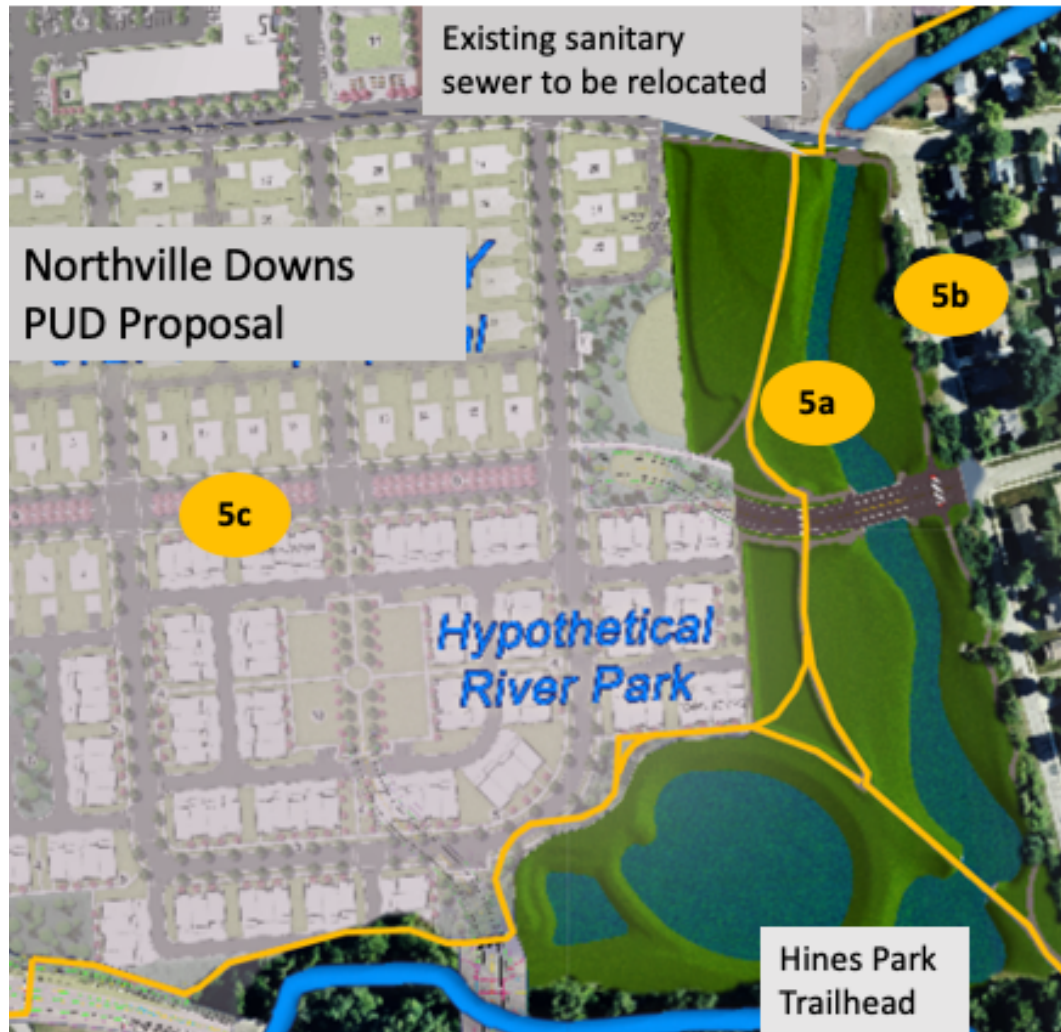 Existing sanitary
sewer to be relocated
Northville Downs
PUD Proposal
5b
5a
5c
Hypothetical
River Park
Hines Park
Trailhead